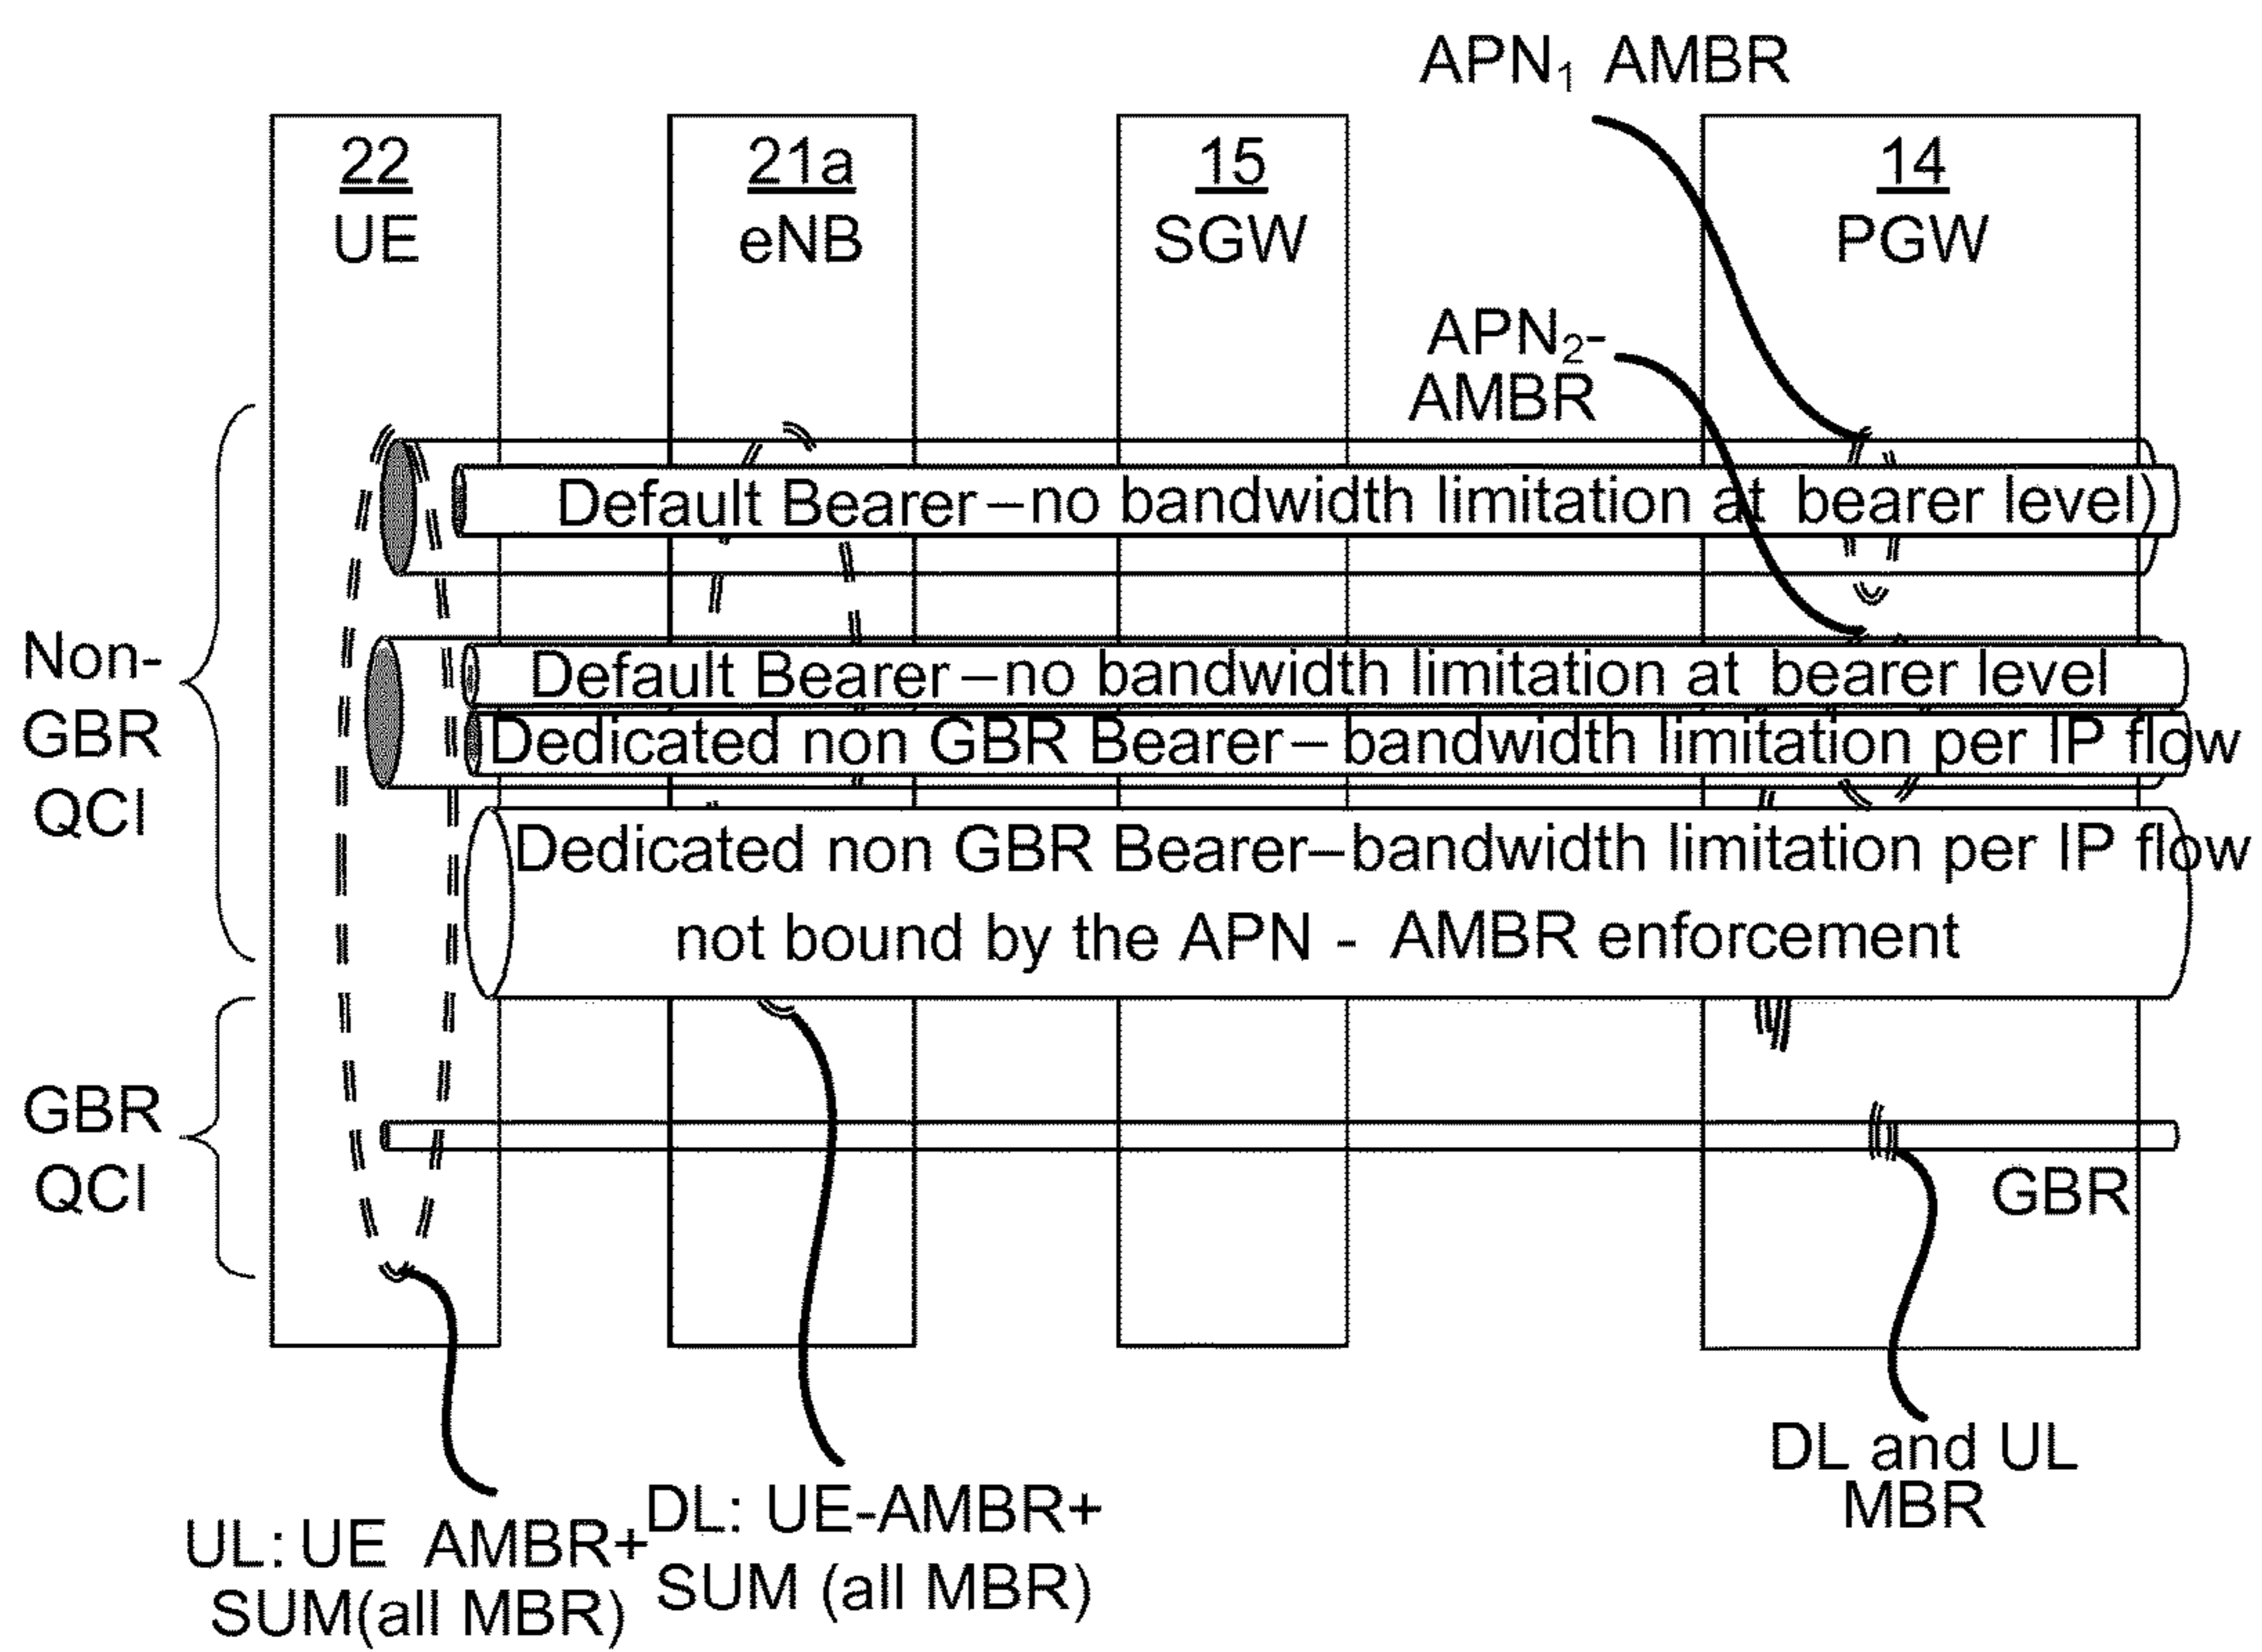 APN₁ AMBR
22
UE
21a
eNB
15
SGW
14
PGW
APN₂-
AMBR
Default Bearer–no bandwidth limitation at bearer level)
Non-
GBR
QCI
Default Bearer–no bandwidth limitation at bearer level
Dedicated non GBR Bearer–bandwidth limitation per IP flow
Dedicated non GBR Bearer–bandwidth limitation per IP flow
not bound by the APN - AMBR enforcement
GBR
QCI
GBR
DL and UL
MBR
UL: UE AMBR+
SUM(all MBR)
DL: UE-AMBR+
SUM (all MBR)